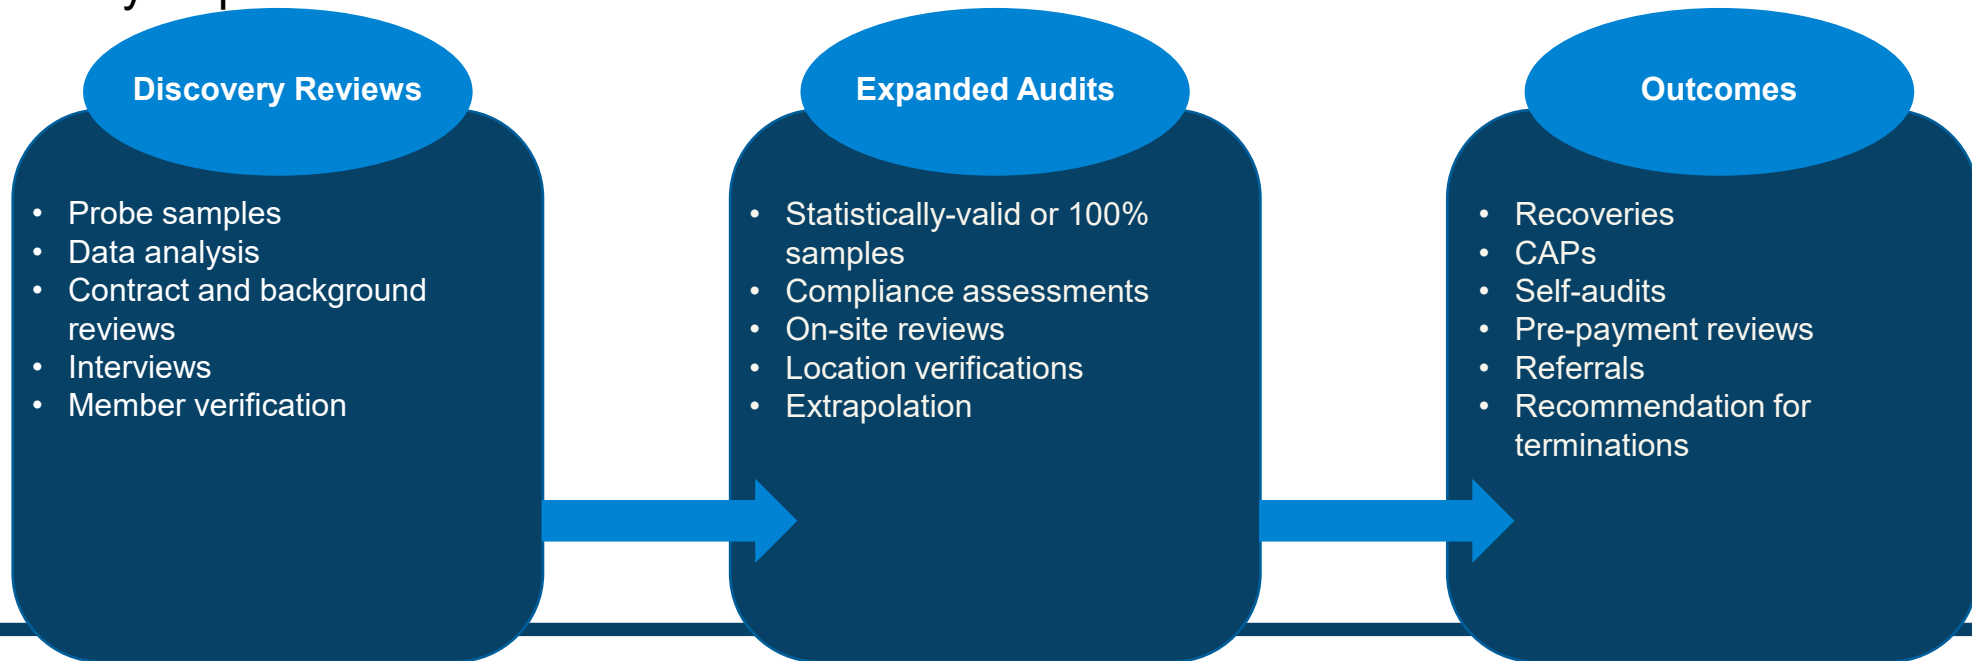 Discovery Reviews
• Probe samples
• Data analysis
• Contract and background
reviews
• Interviews
• Member verification
Expanded Audits
• Statistically-valid or 100%
samples
• Compliance assessments
• On-site reviews
• Location verifications
• Extrapolation
Outcomes
• Recoveries
• CAPs
• Self-audits
• Pre-payment reviews
• Referrals
• Recommendation for
terminations